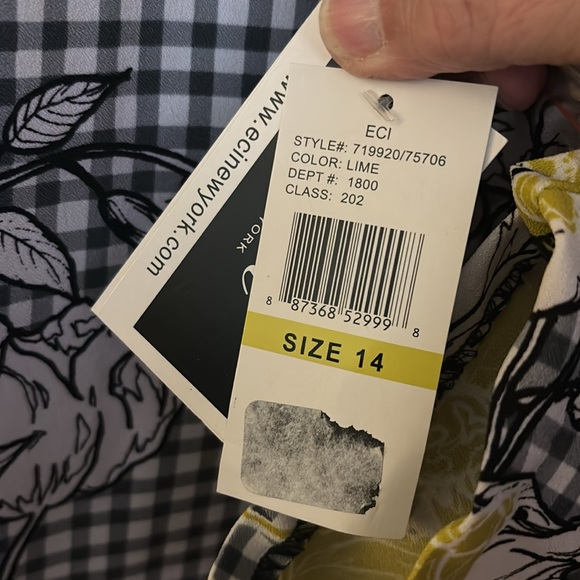 www.ecinewyork.com
YORK
ECI
STYLE#: 719920/75706
COLOR: LIME
DEPT #: 1800
CLASS: 202
8 87368 52999 8
SIZE 14